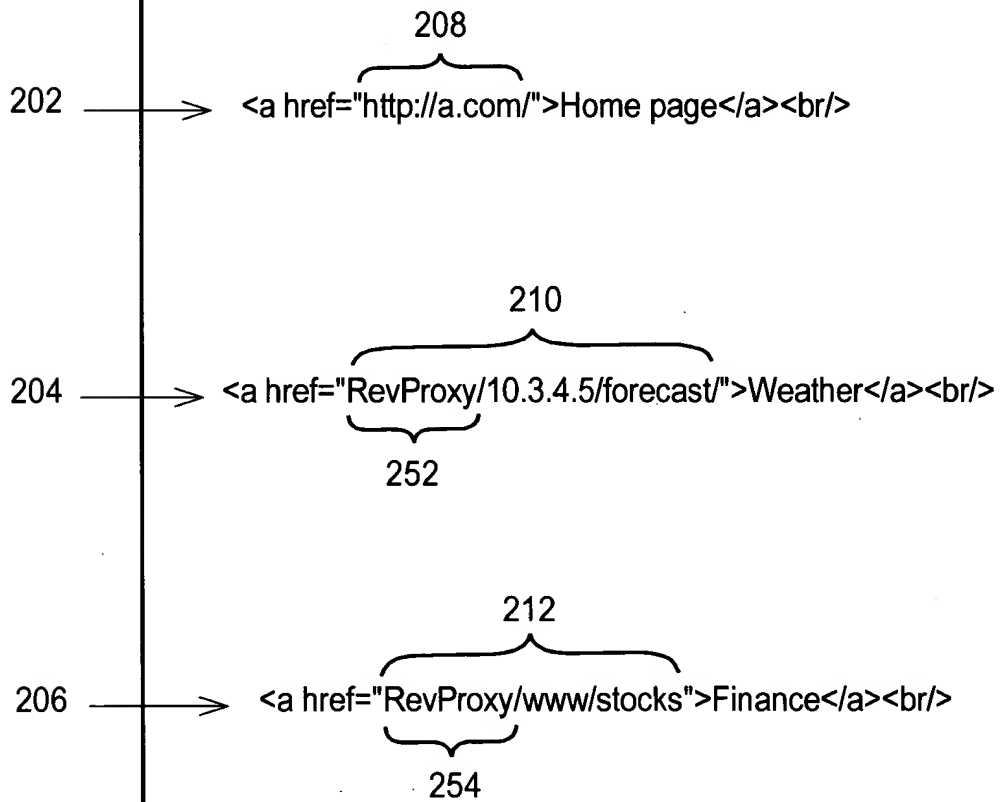 208
202 <a href="http://a.com/">Home page</a><br/>
210
204 <a href="RevProxy/10.3.4.5/forecast/">Weather</a><br/>
252
212
206 <a href="RevProxy/www/stocks">Finance</a><br/>
254